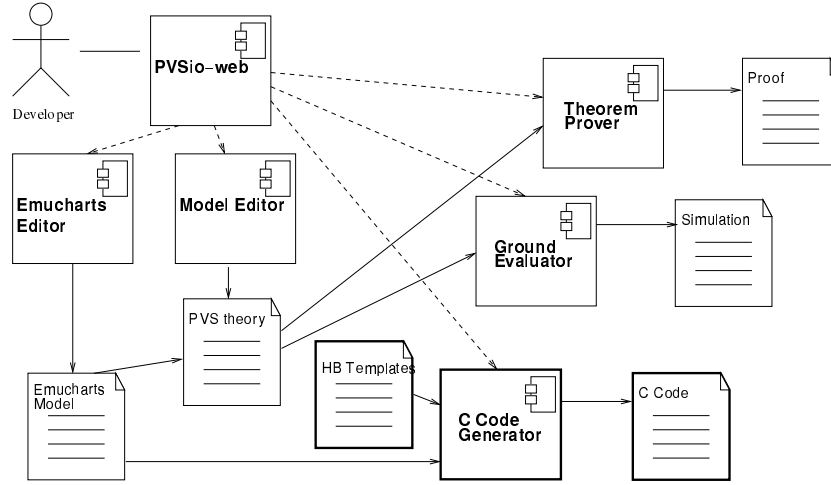 PVSio-web
Developer
Theorem
Prover
Proof
Emucharts
Editor
Model Editor
Ground
Evaluator
Simulation
PVS theory
HB Templates
Emucharts
Model
C Code
Generator
C Code